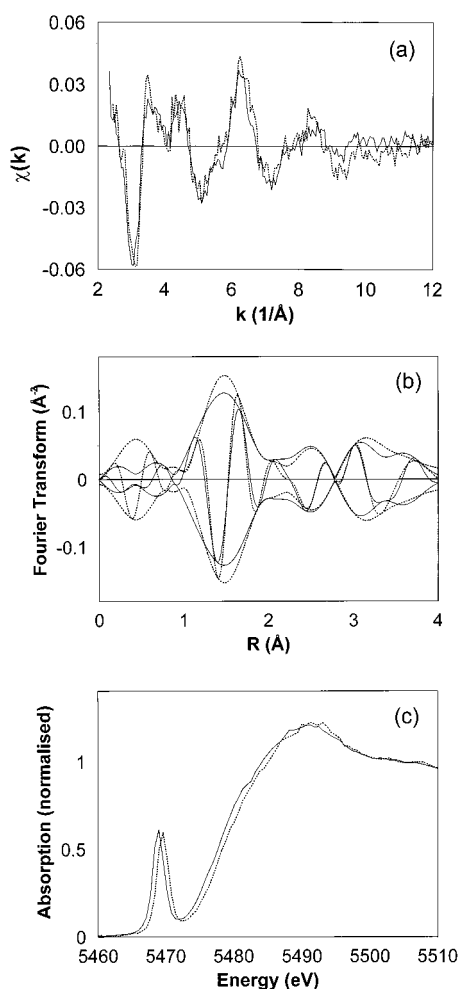 0.06
(a)
0.03
0.00
-0.03
-0.06
χ(k)
2 4 6 8 10 12
k (1/Å)
(b)
0.1
0
-0.1
Fourier Transform (Å⁻²)
0 1 2 3 4
R (Å)
(c)
1
0.5
0
Absorption (normalised)
5460 5470 5480 5490 5500 5510
Energy (eV)